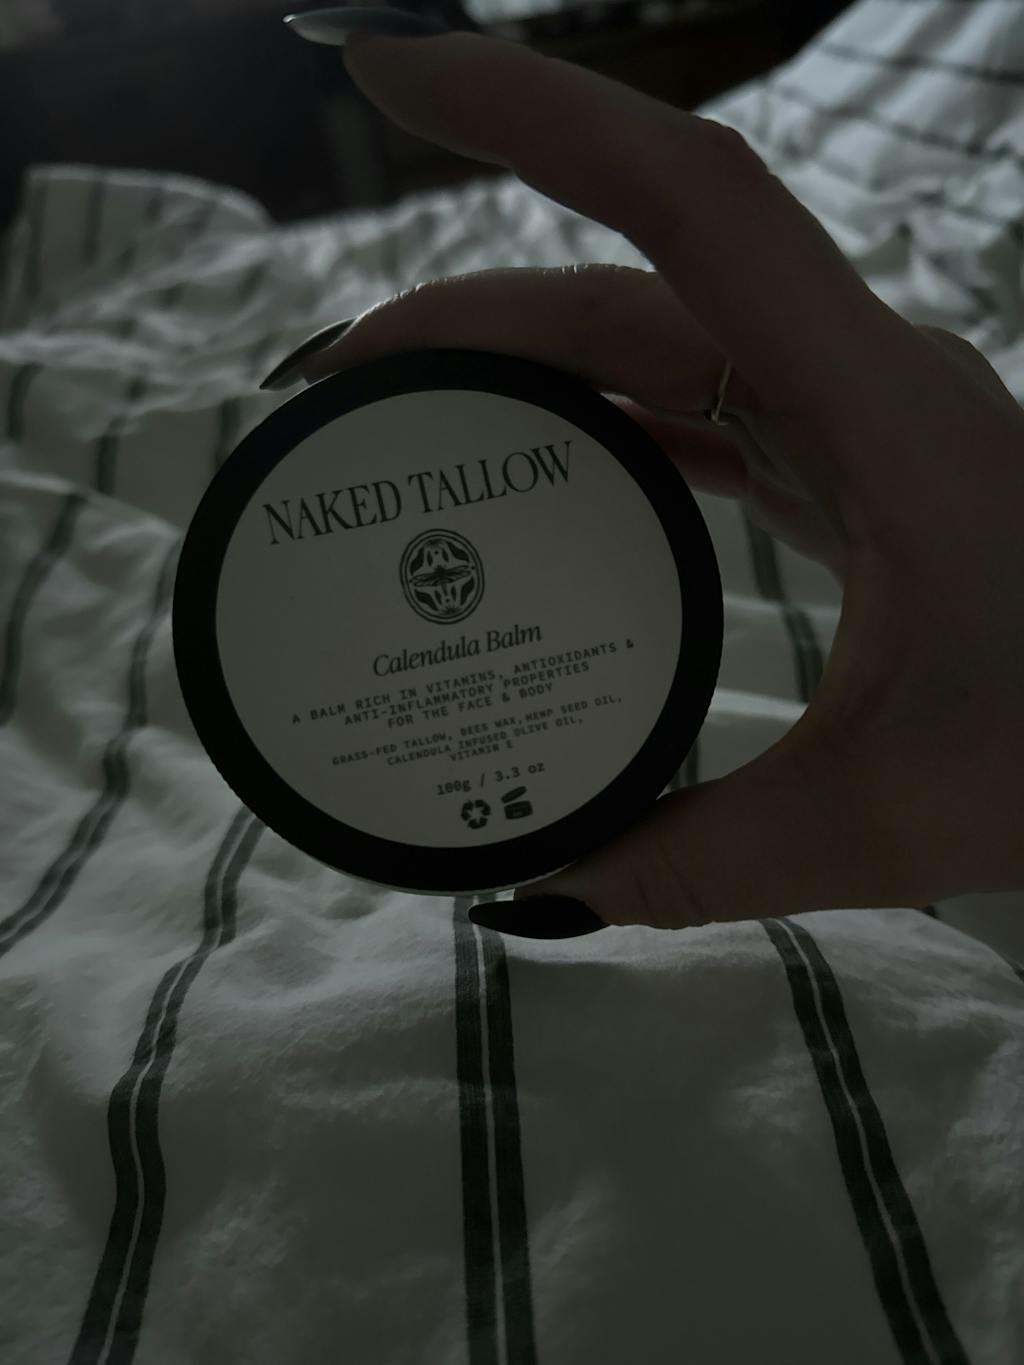 NAKED TALLOW
Calendula Balm
A BALM RICH IN VITAMINS, ANTIOXIDANTS &
ANTI-INFLAMMATORY PROPERTIES
FOR THE FACE & BODY
GRASS-FED TALLOW, BEES WAX, HEMP SEED OIL,
CALENDULA INFUSED OLIVE OIL,
VITAMIN E
100g / 3.3 oz